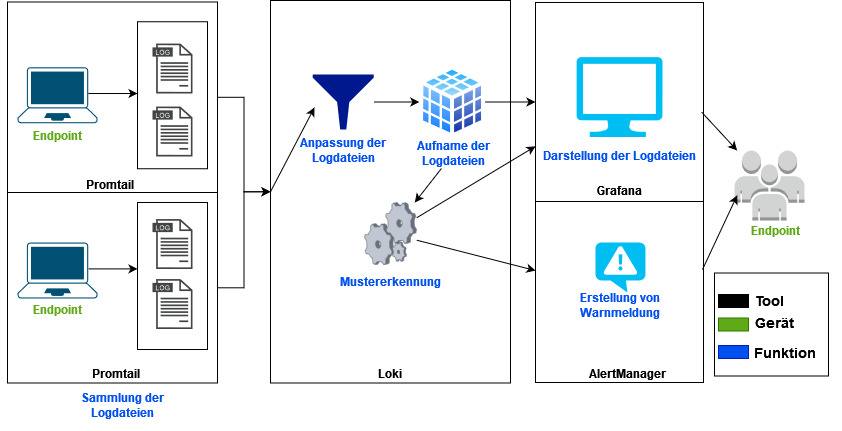 LOG
LOG
Endpoint
Promtail
LOG
LOG
Endpoint
Promtail
Sammlung der
Logdateien
Anpassung der
Logdateien
Aufname der
Logdateien
Mustererkennung
Loki
Darstellung der Logdateien
Grafana
Erstellung von
Warnmeldung
AlertManager
Endpoint
Tool
Gerät
Funktion